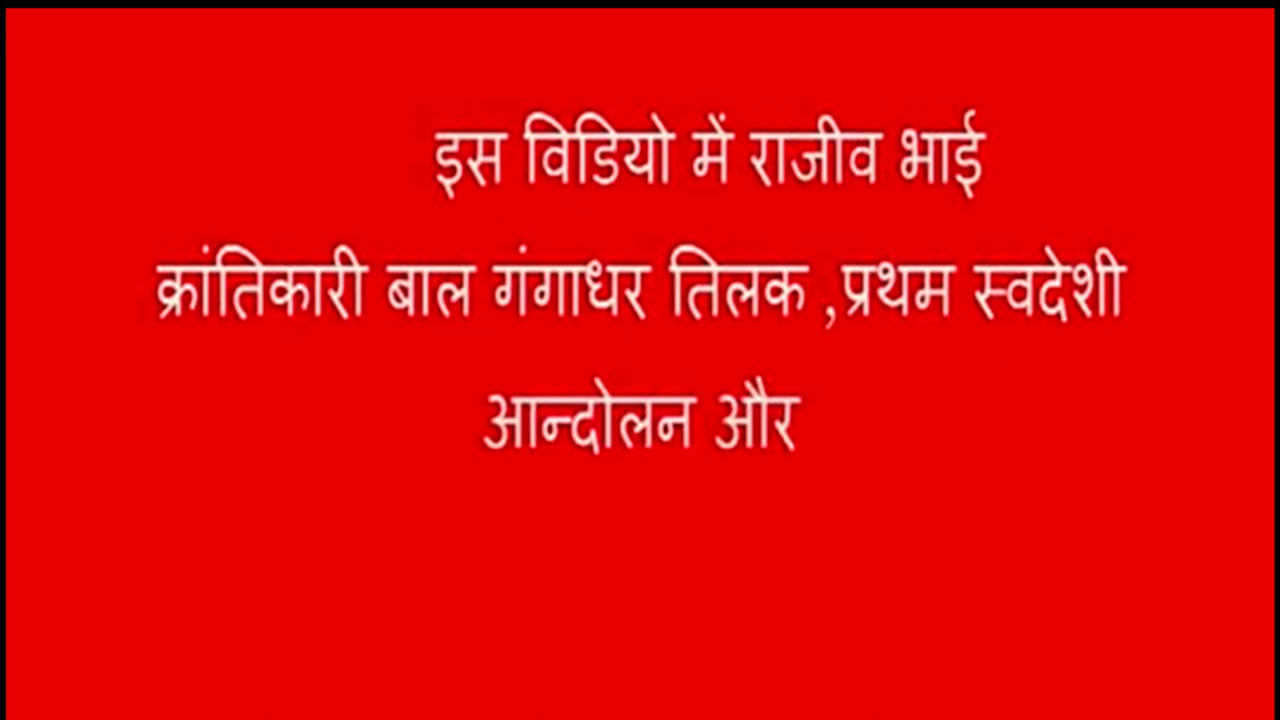 इस विडियो में राजीव भाई
क्रांतिकारी बाल गंगाधर तिलक ,प्रथम स्वदेशी
आन्दोलन और